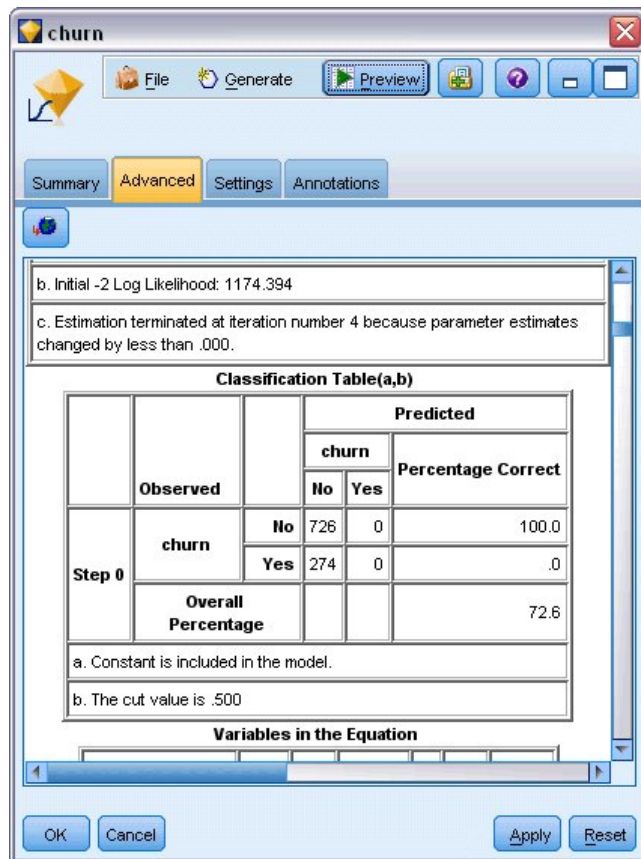 churn
File Generate Preview
Summary Advanced Settings Annotations
b. Initial -2 Log Likelihood: 1174.394
c. Estimation terminated at iteration number 4 because parameter estimates
changed by less than .000.
Classification Table(a,b)
Predicted
churn Percentage Correct
Observed No Yes
Step 0 churn No 726 0 100.0
Yes 274 0 .0
Overall
Percentage 72.6
a. Constant is included in the model.
b. The cut value is .500
Variables in the Equation
OK Cancel Apply Reset